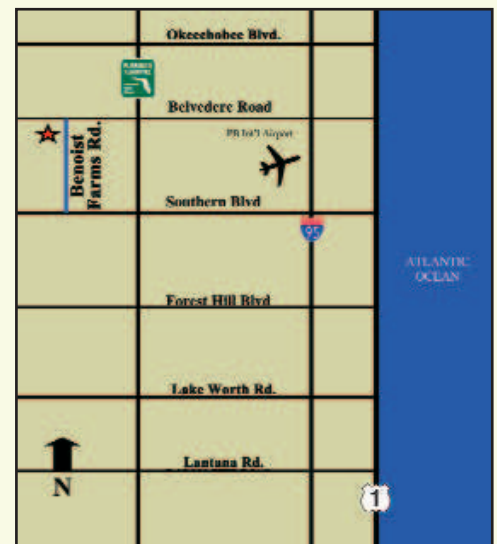 Okeechobee Blvd.
Belvedere Road
PB Int'l Airport
Benoist
Farms Rd.
Southern Blvd
95
ATLANTIC
OCEAN
Forest Hill Blvd
Lake Worth Rd.
Lantana Rd.
N
1